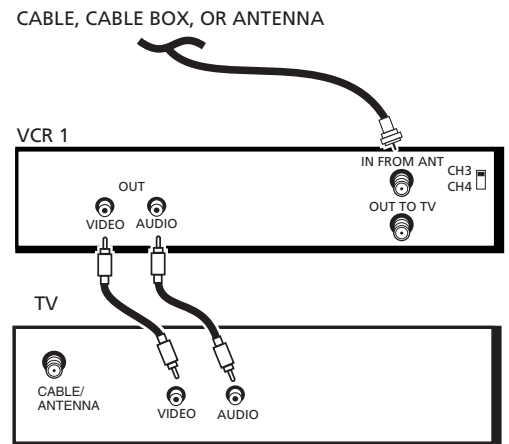 CABLE, CABLE BOX, OR ANTENNA
VCR 1
IN FROM ANT
CH3
CH4
OUT
VIDEO
AUDIO
OUT TO TV
TV
CABLE/
ANTENNA
VIDEO
AUDIO